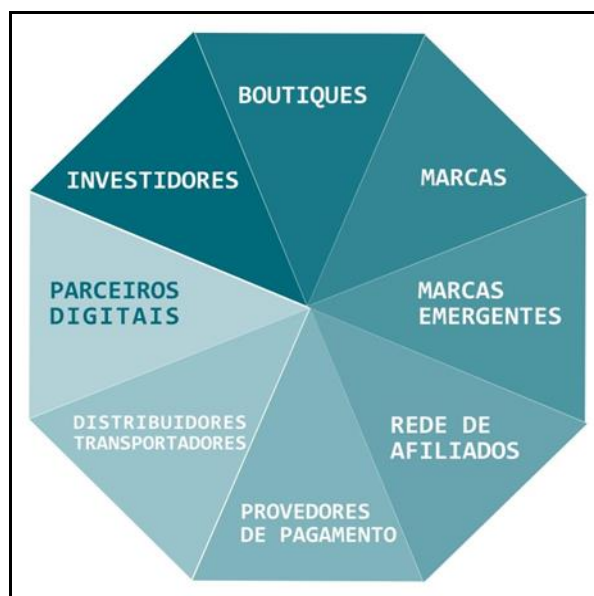 BOUTIQUES
INVESTIDORES
MARCAS
PARCEIROS
DIGITAIS
MARCAS
EMERGENTES
DISTRIBUIDORES
TRANSPORTADORES
REDE DE
AFILIADOS
PROVEDORES
DE PAGAMENTO